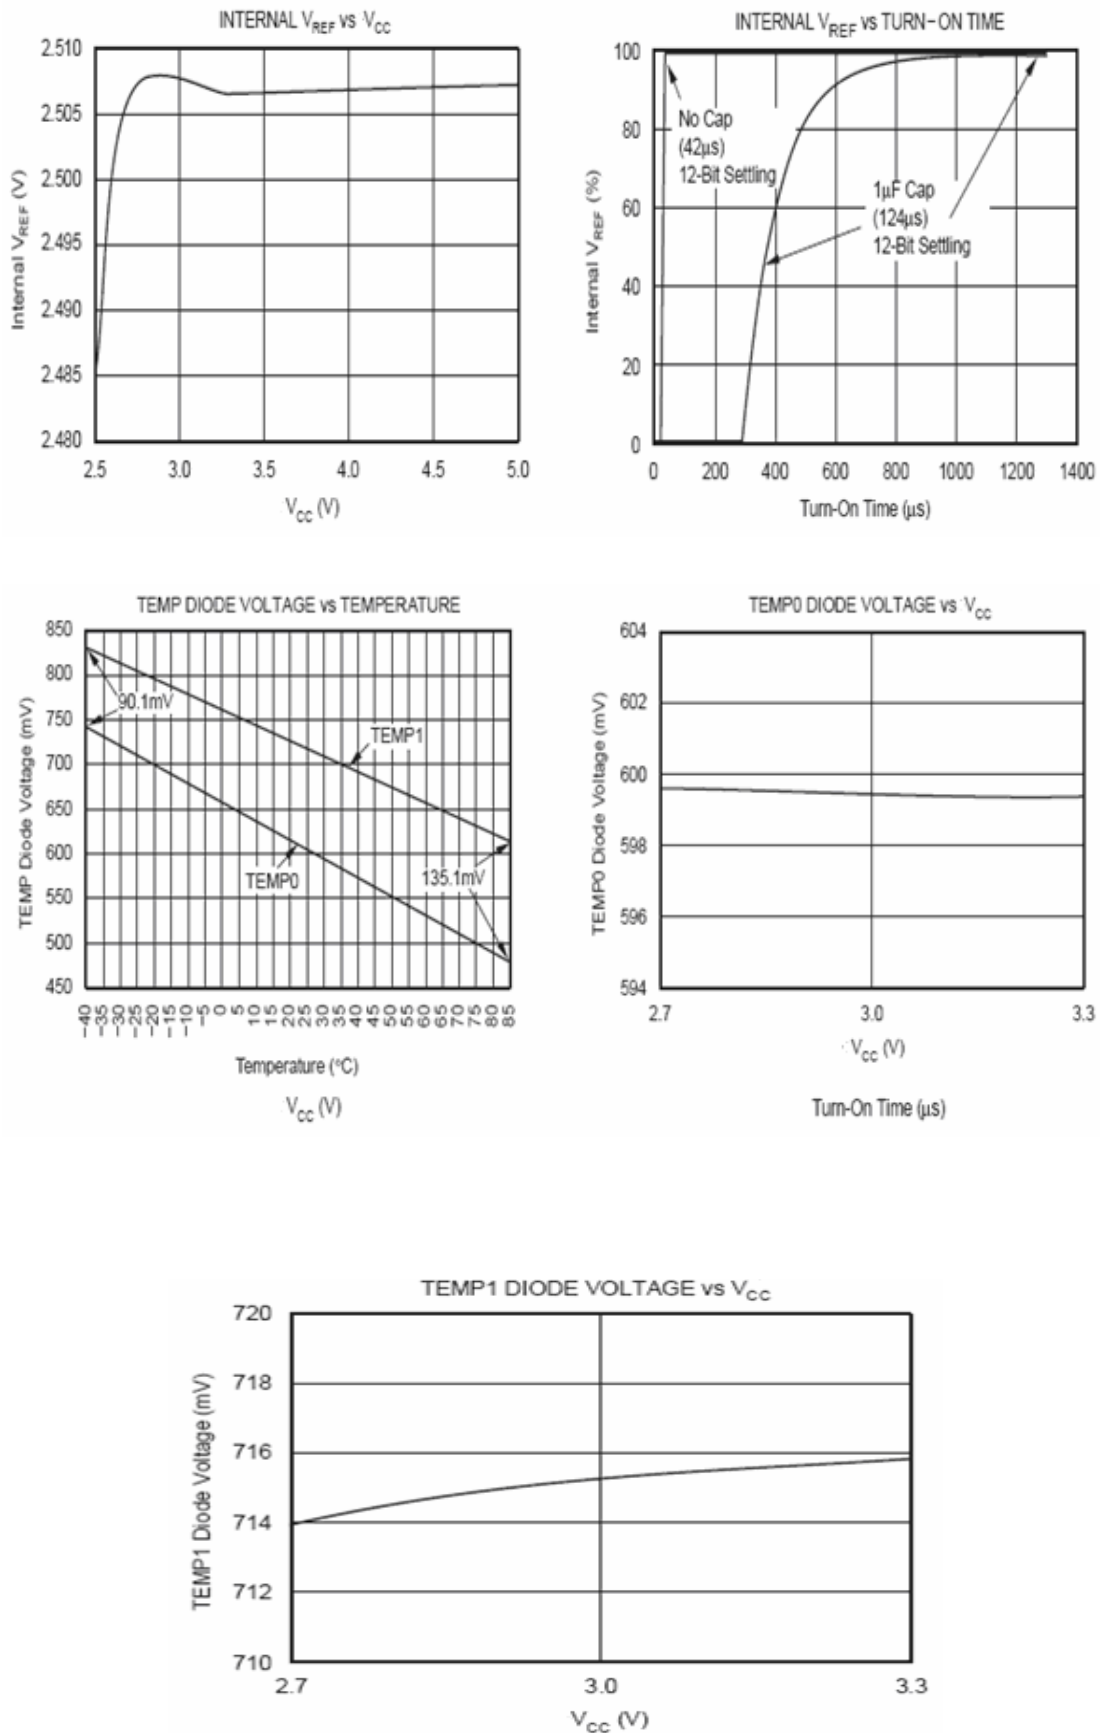 INTERNAL VREF vs VCC
2.510
2.505
2.500
2.495
2.490
2.485
2.480
Internal VREF (V)
2.5 3.0 3.5 4.0 4.5 5.0
VCC (V)
INTERNAL VREF vs TURN-ON TIME
100
80
60
40
20
0
Internal VREF (%)
No Cap
(42μs)
12-Bit Settling
1μF Cap
(124μs)
12-Bit Settling
0 200 400 600 800 1000 1200 1400
Turn-On Time (μs)
TEMP DIODE VOLTAGE vs TEMPERATURE
850
800
750
700
650
600
550
500
450
TEMP Diode Voltage (mV)
90.1mV
TEMP1
TEMP0
135.1mV
-40 -35 -30 -25 -20 -15 -10 -5 0 5 10 15 20 25 30 35 40 45 50 55 60 65 70 75 80 85
Temperature (°C)
VCC (V)
TEMP0 DIODE VOLTAGE vs VCC
604
602
600
598
596
594
TEMP0 Diode Voltage (mV)
2.7 3.0 3.3
VCC (V)
Turn-On Time (μs)
TEMP1 DIODE VOLTAGE vs VCC
720
718
716
714
712
710
TEMP1 Diode Voltage (mV)
2.7 3.0 3.3
VCC (V)